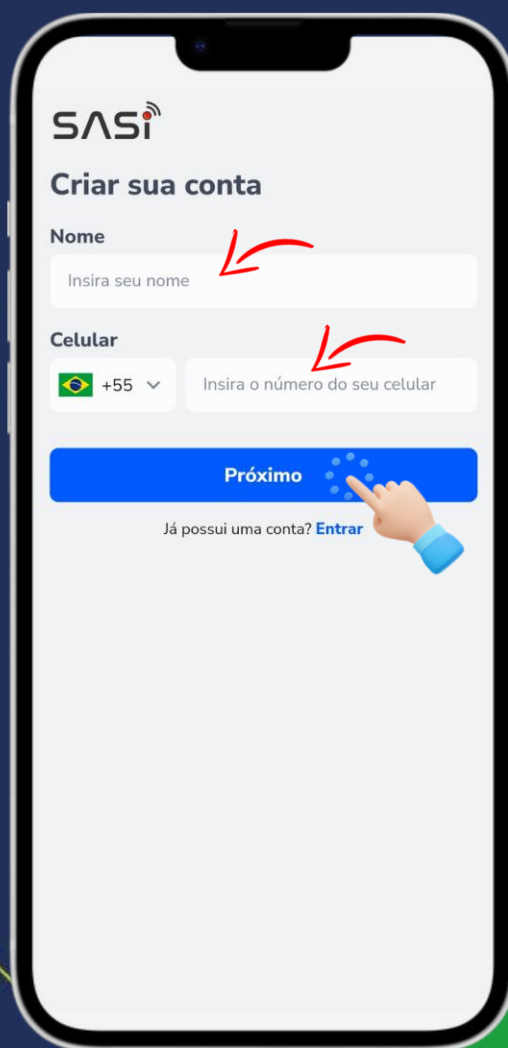 SASi
Criar sua conta
Nome
Insira seu nome
Celular
+55 Insira o número do seu celular
Próximo
Já possui uma conta? Entrar